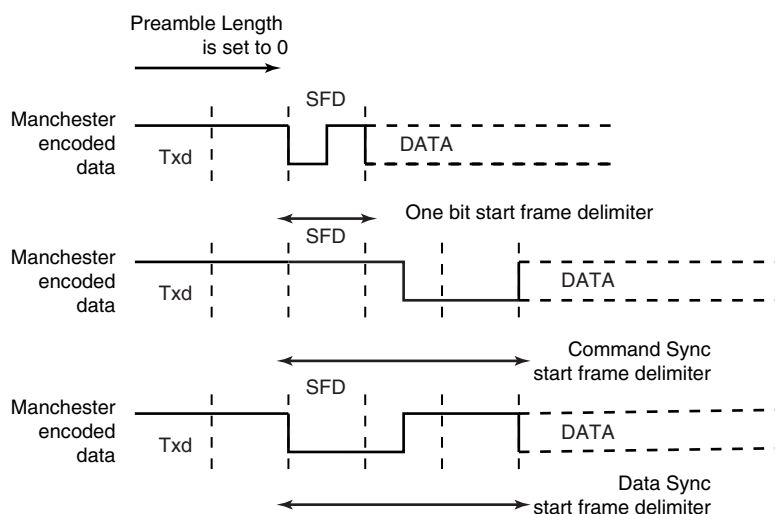 Preamble Length
is set to 0
SFD
Manchester
encoded
data
Txd
DATA
One bit start frame delimiter
SFD
Manchester
encoded
data
Txd
DATA
Command Sync
start frame delimiter
SFD
Manchester
encoded
data
Txd
DATA
Data Sync
start frame delimiter